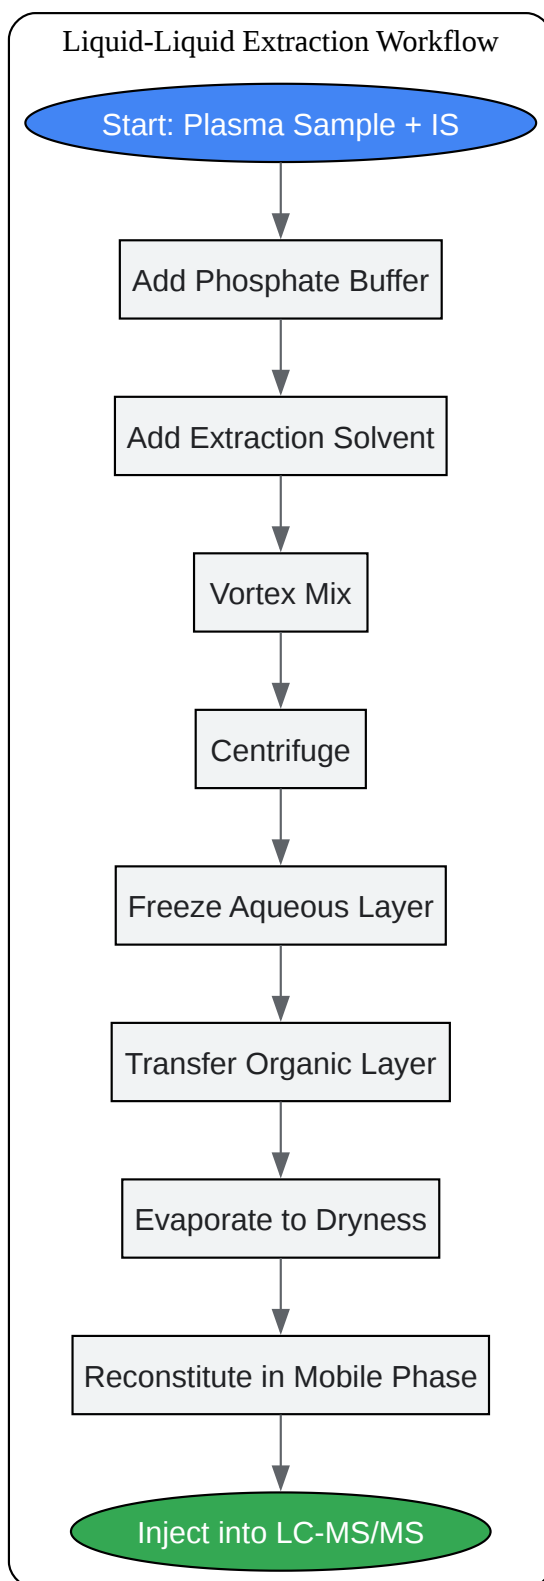 Liquid-Liquid Extraction Workflow
Start: Plasma Sample + IS
Add Phosphate Buffer
Add Extraction Solvent
Vortex Mix
Centrifuge
Freeze Aqueous Layer
Transfer Organic Layer
Evaporate to Dryness
Reconstitute in Mobile Phase
Inject into LC-MS/MS